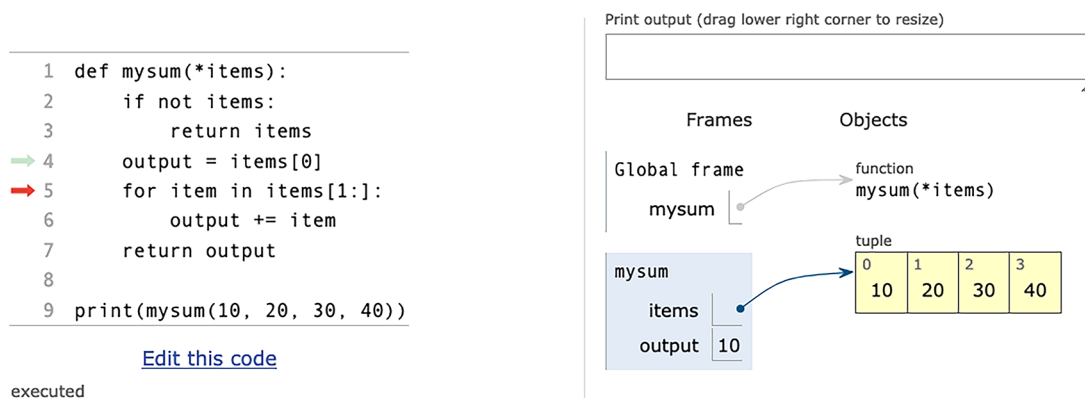 1 def mysum(*items):
2     if not items:
3         return items
4     output = items[0]
5     for item in items[1:]:
6         output += item
7     return output
8
9 print(mysum(10, 20, 30, 40))
Edit this code
executed
Print output (drag lower right corner to resize)
Frames Objects
Global frame
mysum
function
mysum(*items)
mysum
items
output 10
tuple
0 1 2 3
10 20 30 40